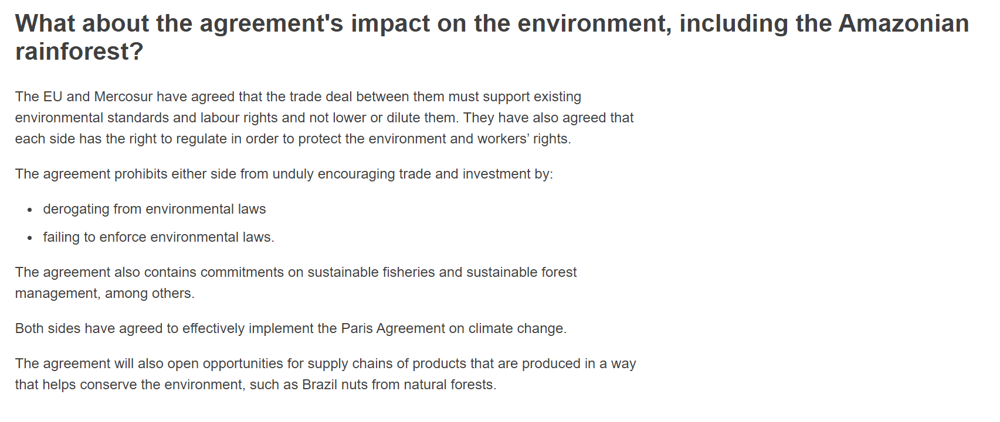 What about the agreement's impact on the environment, including the Amazonian
rainforest?
The EU and Mercosur have agreed that the trade deal between them must support existing
environmental standards and labour rights and not lower or dilute them. They have also agreed that
each side has the right to regulate in order to protect the environment and workers’ rights.
The agreement prohibits either side from unduly encouraging trade and investment by:
• derogating from environmental laws
• failing to enforce environmental laws.
The agreement also contains commitments on sustainable fisheries and sustainable forest
management, among others.
Both sides have agreed to effectively implement the Paris Agreement on climate change.
The agreement will also open opportunities for supply chains of products that are produced in a way
that helps conserve the environment, such as Brazil nuts from natural forests.